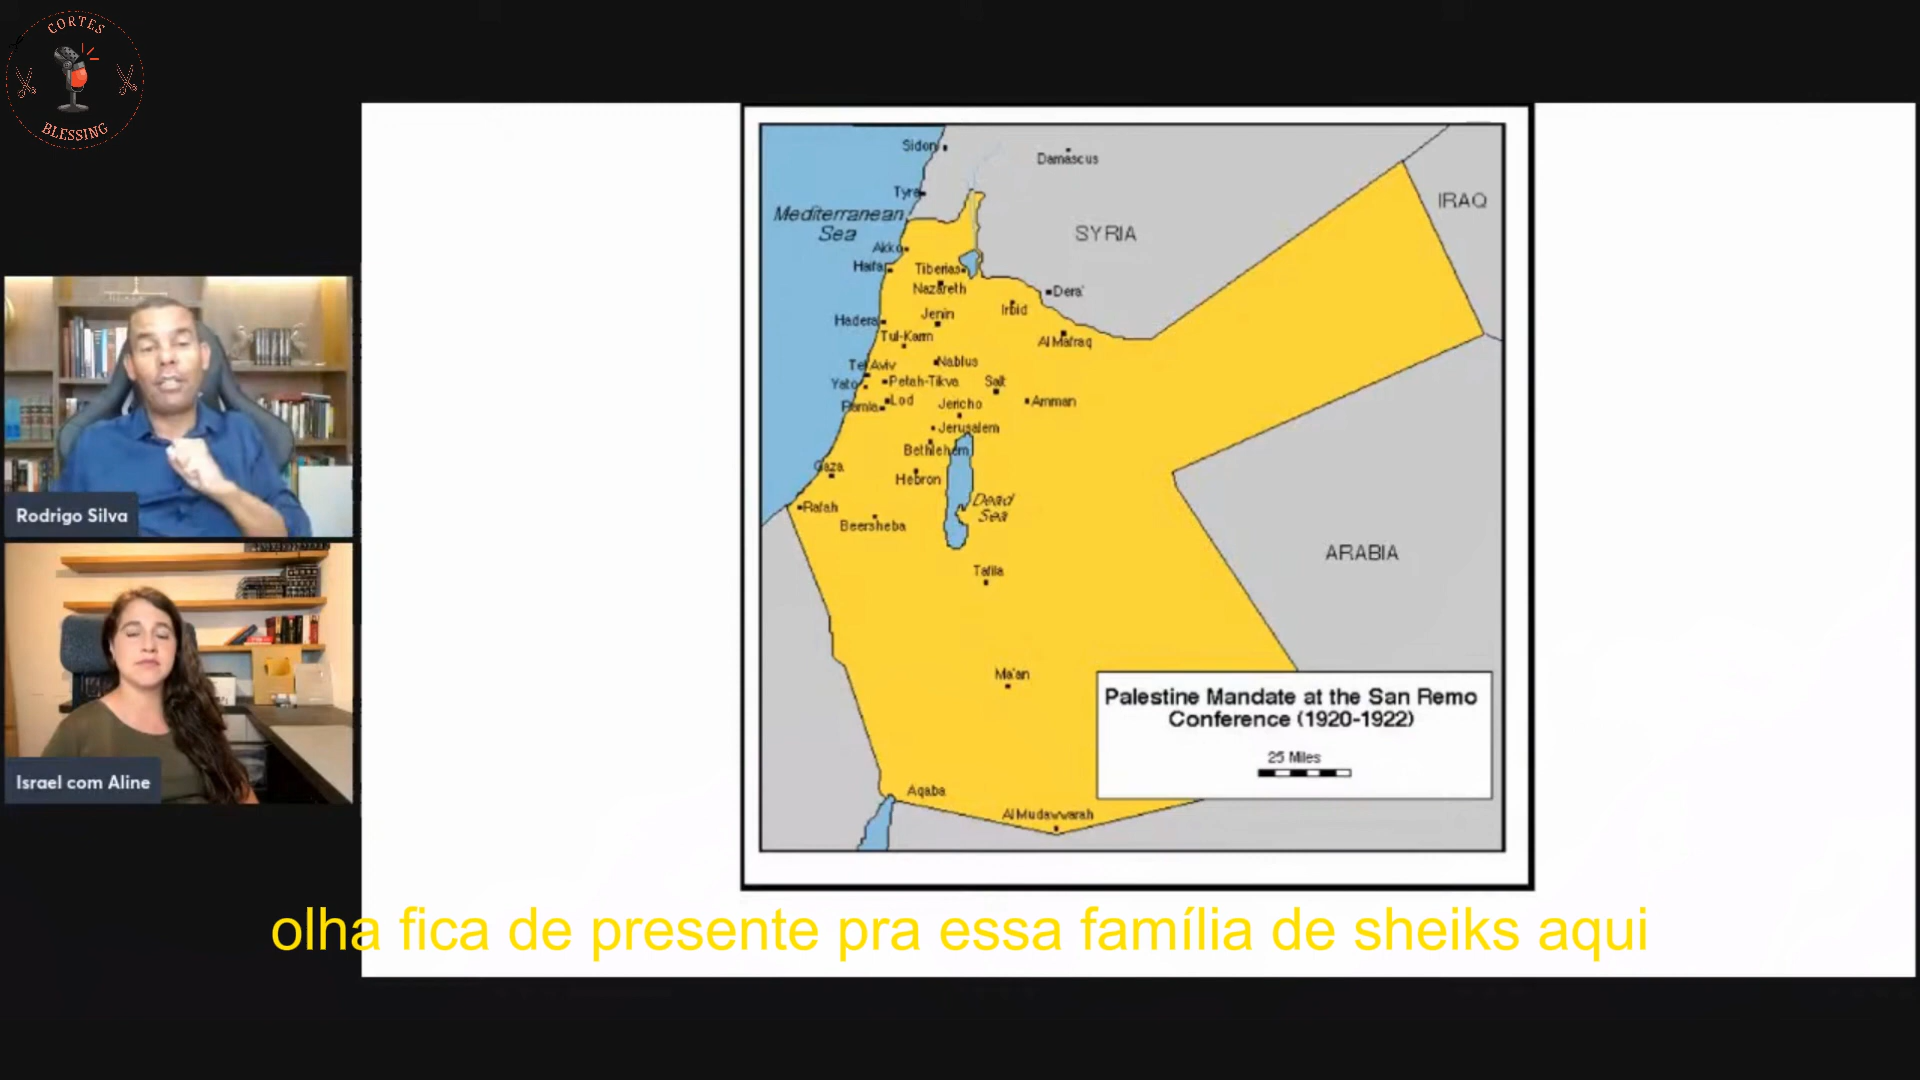 CORTES
BLESSING
Sidon
Damascus
Tyre
IRAQ
Mediterranean
Sea
SYRIA
Akko
Haifa
Tiberias
Nazareth
Dera'
Irbid
Jenin
Hadera
Tul-Karm
Al Mafraq
Nablus
Tel Aviv
Yafo
Petah-Tikva
Salt
Ramla
Lod
Jericho
Amman
Jerusalem
Bethlehem
Gaza
Hebron
Dead
Sea
Rafah
Beersheba
Rodrigo Silva
ARABIA
Tafila
Ma'an
Palestine Mandate at the San Remo
Conference (1920-1922)
25 Miles
Israel com Aline
Aqaba
Al Mudawwarah
olha fica de presente pra essa família de sheiks aqui